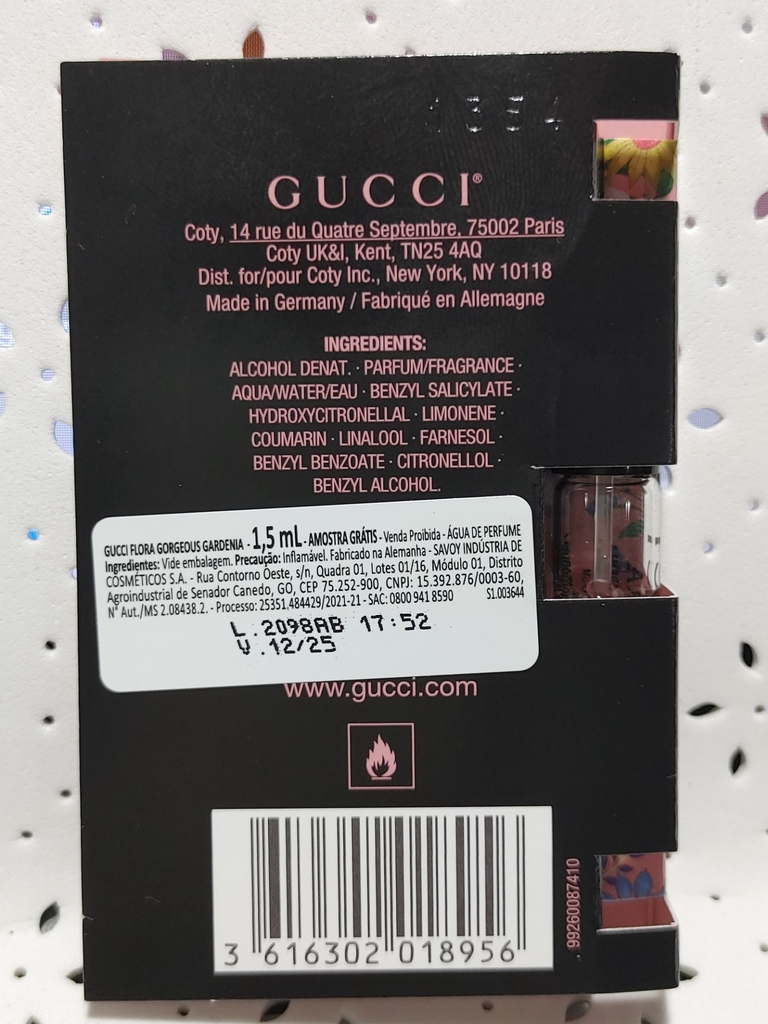 1354
GUCCI®
Coty, 14 rue du Quatre Septembre, 75002 Paris
Coty UK&I, Kent, TN25 4AQ
Dist. for/pour Coty Inc., New York, NY 10118
Made in Germany / Fabriqué en Allemagne
INGREDIENTS:
ALCOHOL DENAT. · PARFUM/FRAGRANCE ·
AQUA/WATER/EAU · BENZYL SALICYLATE ·
HYDROXYCITRONELLAL · LIMONENE ·
COUMARIN · LINALOOL · FARNESOL ·
BENZYL BENZOATE · CITRONELLOL ·
BENZYL ALCOHOL.
GUCCI FLORA GORGEOUS GARDENIA - 1,5 mL - AMOSTRA GRÁTIS - Venda Proibida - ÁGUA DE PERFUME
Ingredientes: Vide embalagem. Precaução: Inflamável. Fabricado na Alemanha - SAVOY INDÚSTRIA DE
COSMÉTICOS S.A. - Rua Contorno Oeste, s/n, Quadra 01, Lotes 01/16, Módulo 01, Distrito
Agroindustrial de Senador Canedo, GO, CEP 75.252-900, CNPJ: 15.392.876/0003-60,
N° Aut./MS 2.08438.2. - Processo: 25351.484429/2021-21 - SAC: 0800 941 8590 S1.003644
L.2098AB 17:52
V.12/25
www.gucci.com
3 616302 018956
99260087410